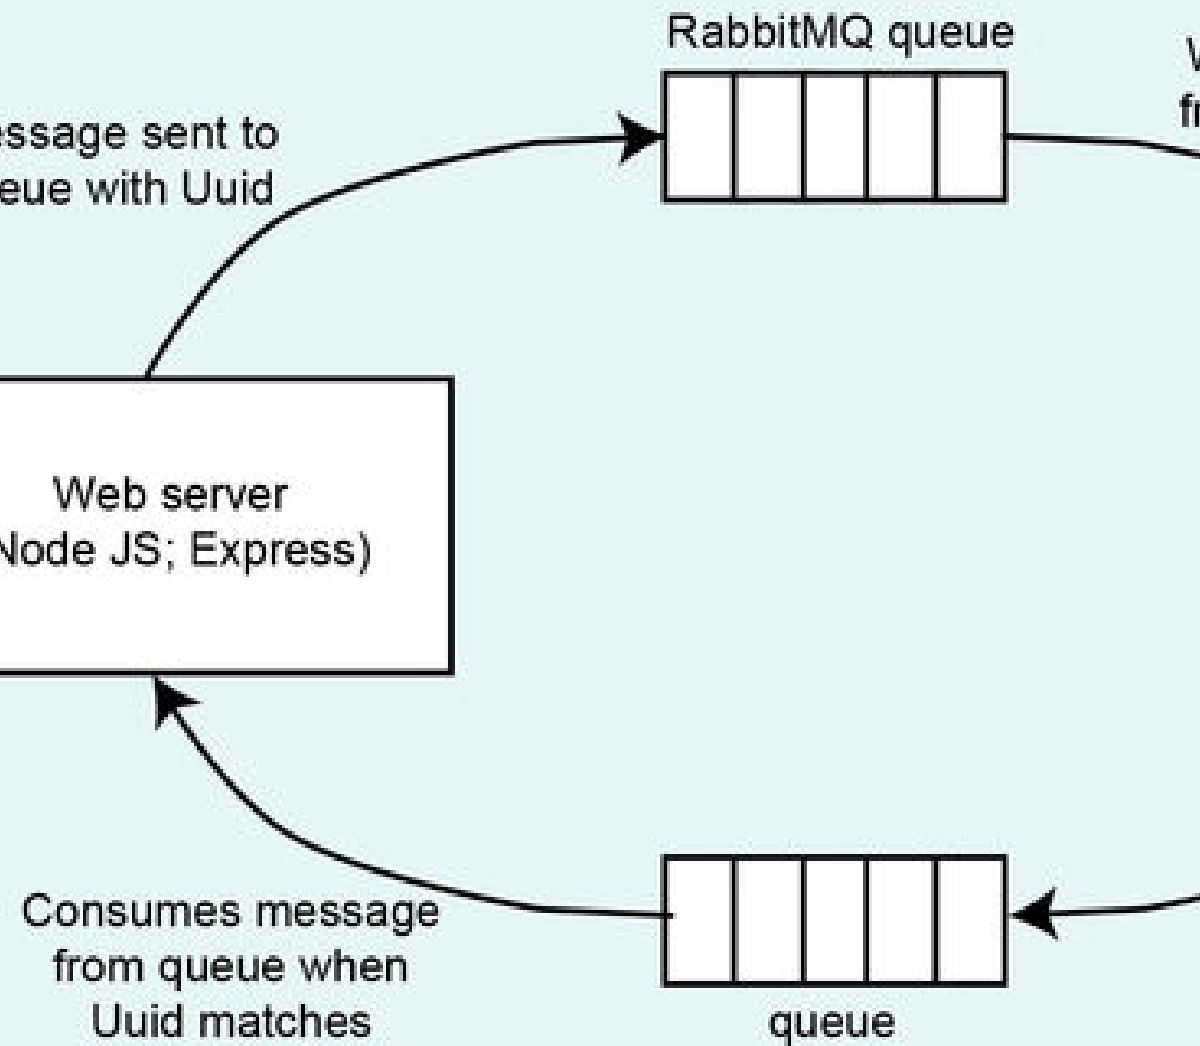 RabbitMQ queue
essage sent to
eue with Uuid
Web server
Node JS; Express)
Consumes message
from queue when
Uuid matches
queue